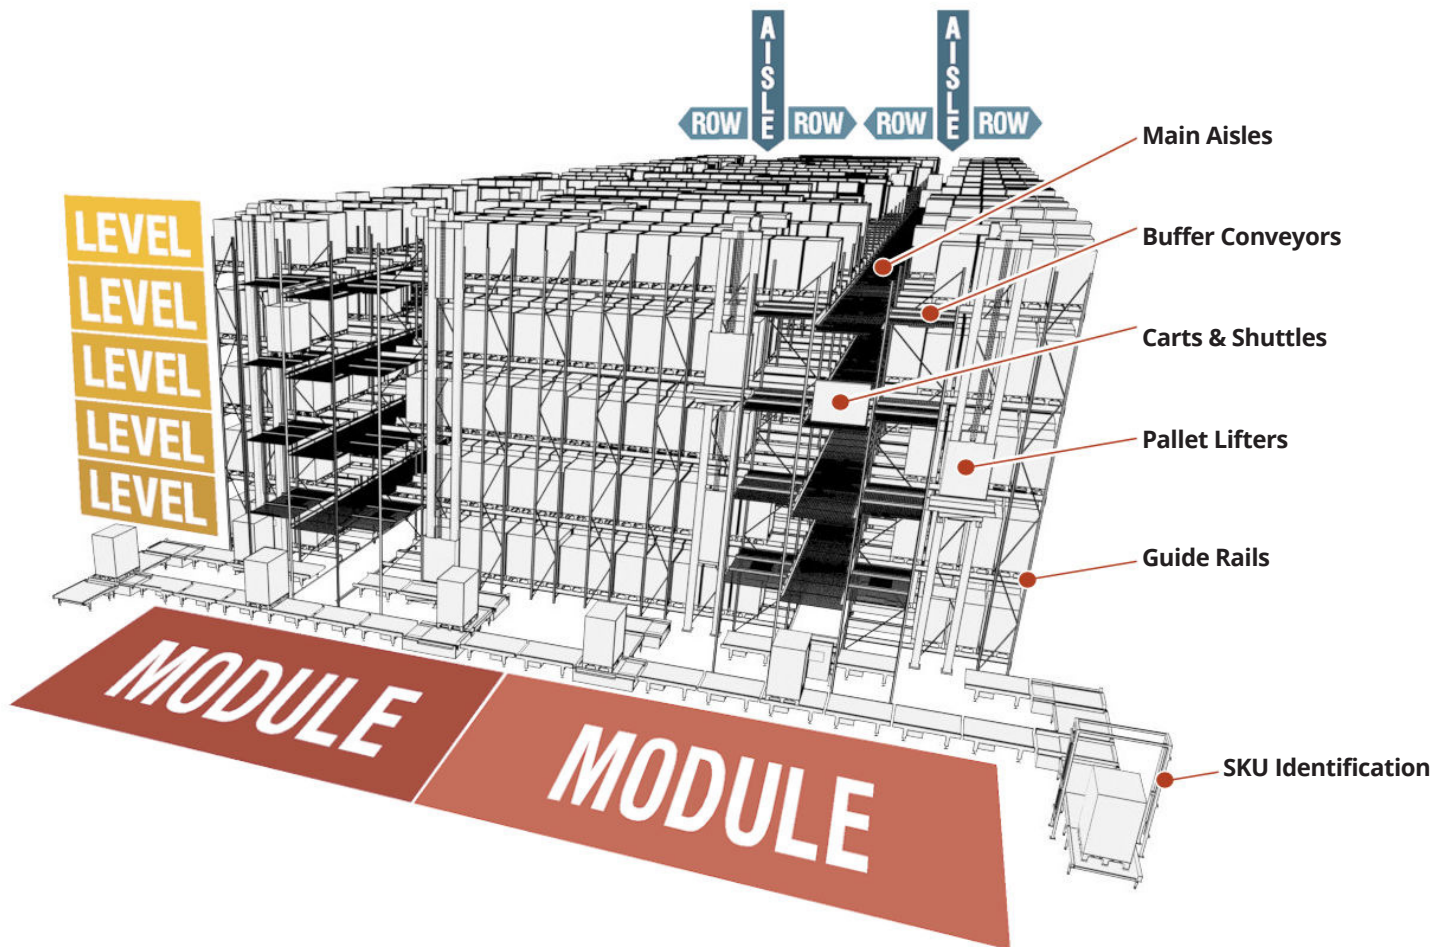 AISLE
AISLE
ROW
ROW
ROW
ROW
Main Aisles
Buffer Conveyors
Carts & Shuttles
Pallet Lifters
Guide Rails
SKU Identification
LEVEL
LEVEL
LEVEL
LEVEL
LEVEL
MODULE
MODULE